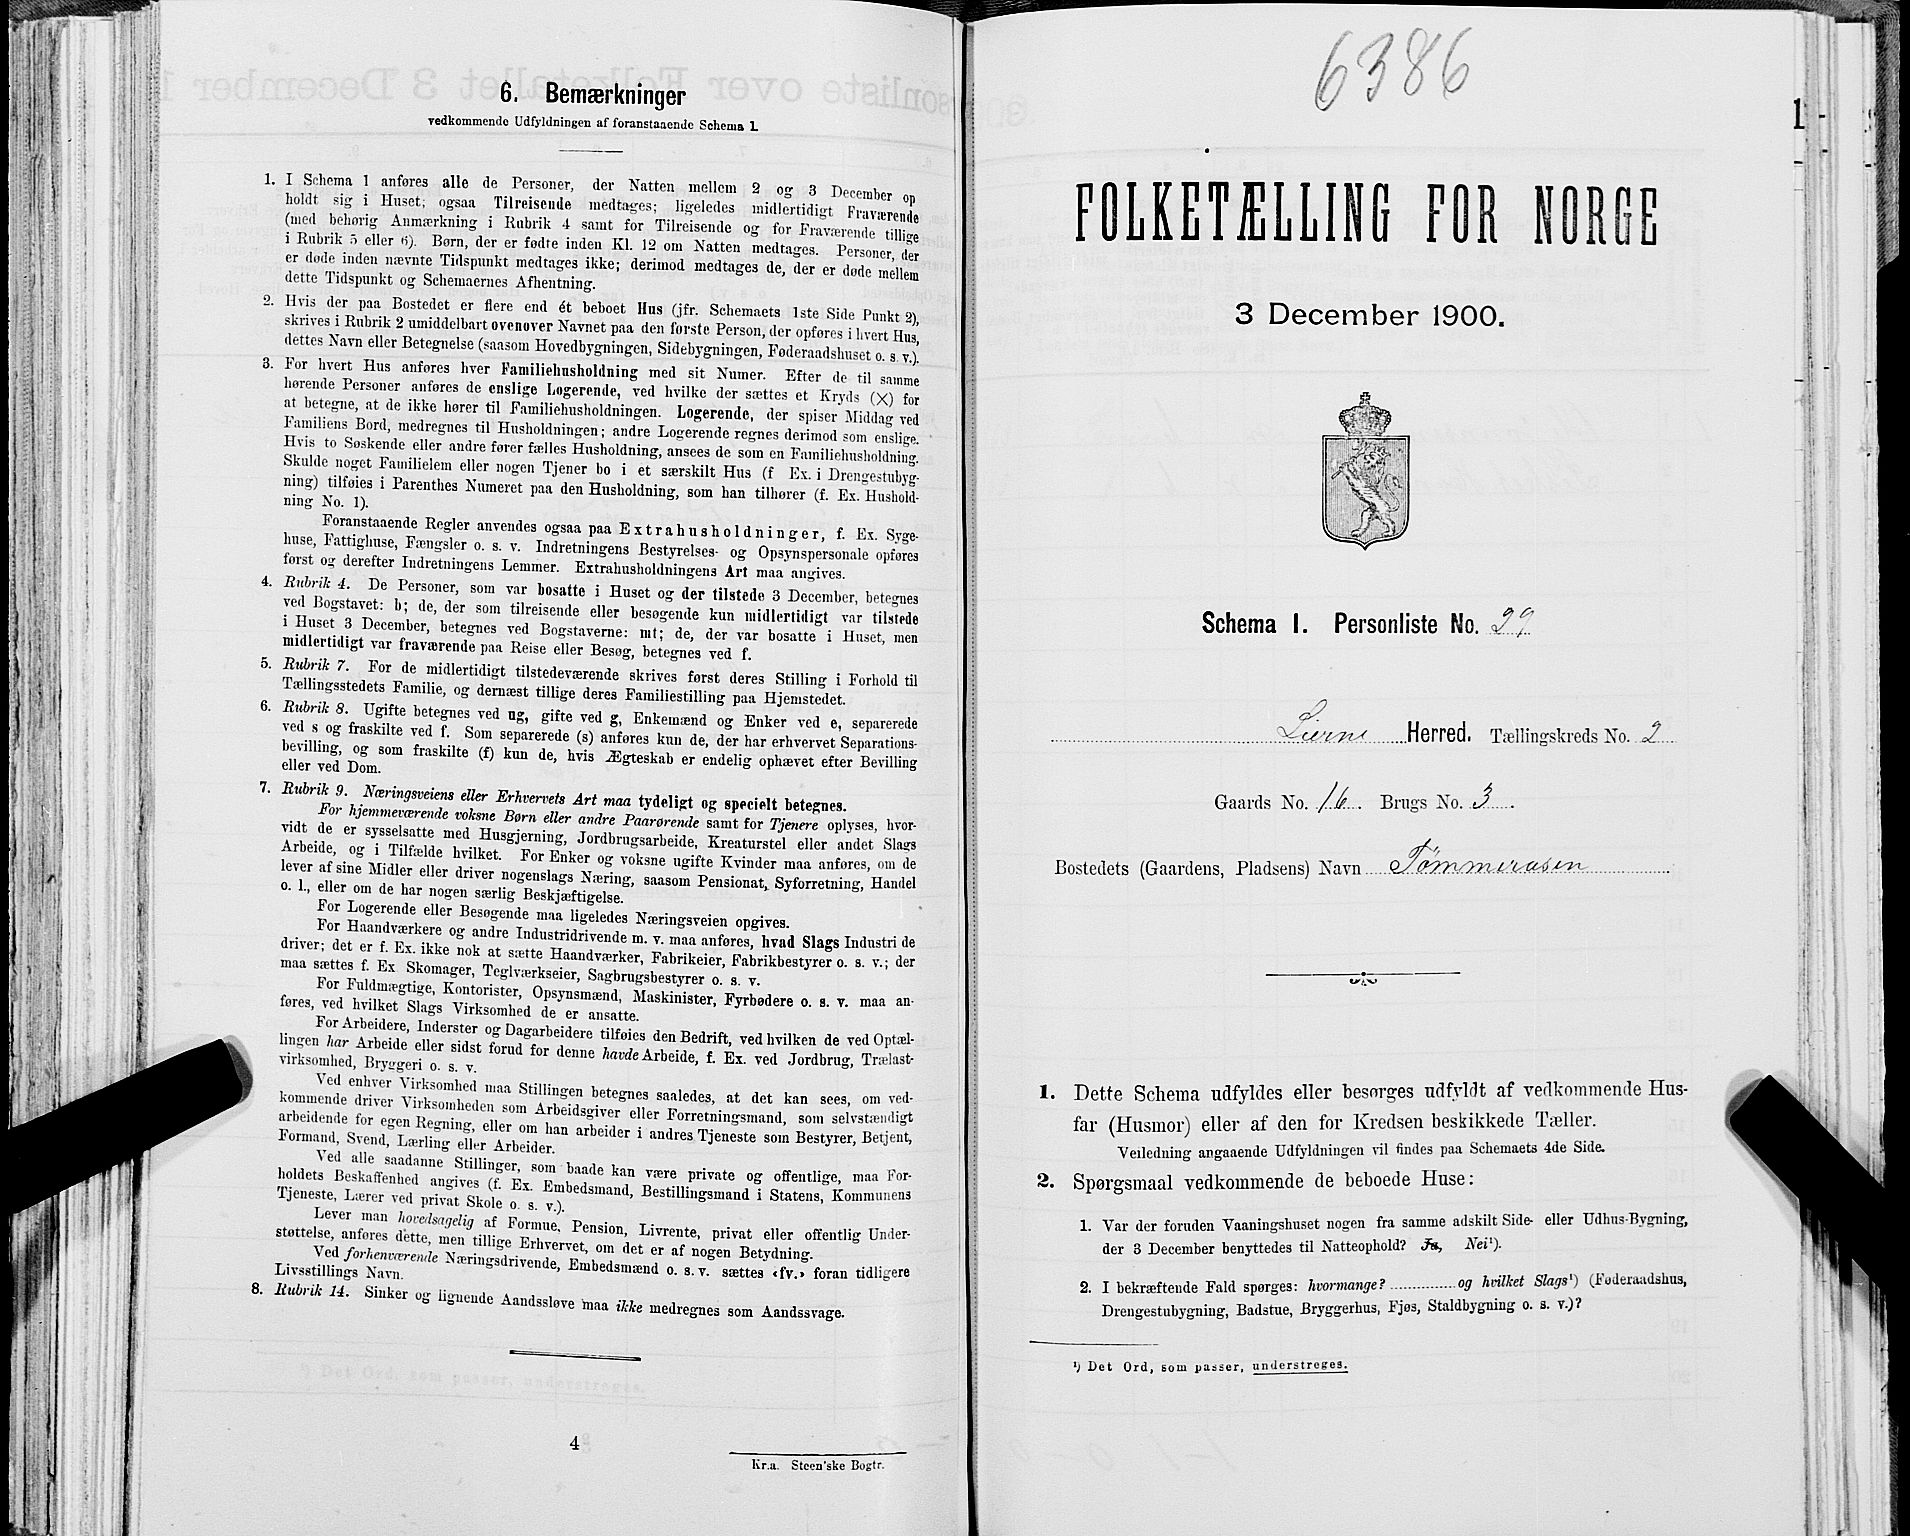 6. Bemærkninger
vedkommende Udfyldningen af foranstaaende Schema 1.
1. I Schema 1 anføres alle de Personer, der Natten mellem 2 og 3 December op
holdt sig i Huset; ogsaa Tilreisende medtages; ligeledes midlertidigt Fraværende
(med behørig Anmærkning i Rubrik 4 samt for Tilreisende og for Fraværende tillige
i Rubrik 5 eller 6). Børn, der er fødte inden Kl. 12 om Natten medtages. Personer, der
er døde inden nævnte Tidspunkt medtages ikke; derimod medtages de, der er døde mellem
dette Tidspunkt og Schemaernes Afhentning.
2. Hvis der paa Bostedet er flere end ét beboet Hus (jfr. Schemaets 1ste Side Punkt 2),
skrives i Rubrik 2 umiddelbart ovenover Navnet paa den første Person, der opføres i hvert Hus,
dettes Navn eller Betegnelse (saasom Hovedbygningen, Sidebygningen, Føderaadshuset o. s. v.).
3. For hvert Hus anføres hver Familiehusholdning med sit Numer. Efter de til samme
hørende Personer anføres de enslige Logerende, ved hvilke der sættes et Kryds (X) for
at betegne, at de ikke hører til Familiehusholdningen. Logerende, der spiser Middag ved
Familiens Bord, medregnes til Husholdningen; andre Logerende regnes derimod som enslige.
Hvis to Søskende eller andre fører fælles Husholdning, ansees de som en Familiehusholdning.
Skulde noget Familielem eller nogen Tjener bo i et særskilt Hus (f Ex. i Drengestubyg-
ning) tilføies i Parenthes Numeret paa den Husholdning, som han tilhører (f. Ex. Hushold-
ning No. 1).
Foranstaaende Regler anvendes ogsaa paa Extrahusholdninger, f. Ex. Syge-
huse, Fattighuse, Fængsler o. s. v. Indretningens Bestyrelses- og Opsynspersonale opføres
først og derefter Indretningens Lemmer. Extrahusholdningens Art maa angives.
4. Rubrik 4. De Personer, som var bosatte i Huset og der tilstede 3 December, betegnes
ved Bogstavet: b; de, der som tilreisende eller besøgende kun midlertidigt var tilstede
i Huset 3 December, betegnes ved Bogstaverne: mt; de, der var bosatte i Huset, men
midlertidigt var fraværende paa Reise eller Besøg, betegnes ved f.
5. Rubrik 7. For de midlertidigt tilstedeværende skrives først deres Stilling i Forhold til
Tællingsstedets Familie, og dernæst tillige deres Familiestilling paa Hjemstedet.
6. Rubrik 8. Ugifte betegnes ved ug, gifte ved g, Enkemænd og Enker ved e, separerede
ved s og fraskilte ved f. Som separerede (s) anføres kun de, der har erhvervet Separations-
bevilling, og som fraskilte (f) kun de, hvis Ægteskab er endelig ophævet efter Bevilling
eller ved Dom.
7. Rubrik 9. Næringsveiens eller Erhvervets Art maa tydeligt og specielt betegnes.
For hjemmeværende voksne Børn eller andre Paarørende samt for Tjenere oplyses, hvor-
vidt de er sysselsatte med Husgjerning, Jordbrugsarbeide, Kreaturstel eller andet Slags
Arbeide, og i Tilfælde hvilket. For Enker og voksne ugifte Kvinder maa anføres, om de
lever af sine Midler eller driver nogenslags Næring, saasom Pensionat, Syforretning, Handel
o. l., eller om de har nogen særlig Beskjæftigelse.
For Logerende eller Besøgende maa ligeledes Næringsveien opgives.
For Haandværkere og andre Industridrivende m. v. maa anføres, hvad Slags Industri de
driver; det er f. Ex. ikke nok at sætte Haandværker, Fabrikeier, Fabrikbestyrer o. s. v.; der
maa sættes f. Ex Skomager, Teglværkseier, Sagbrugsbestyrer o. s. v.
For Fuldmægtige, Kontorister, Opsynsmænd, Maskinister, Fyrbødere o. s. v. maa an-
føres, ved hvilket Slags Virksomhed de er ansatte.
For Arbeidere, Inderster og Dagarbeidere tilføies den Bedrift, ved hvilken de ved Optæl-
lingen har Arbeide eller sidst forud for denne havde Arbeide, f. Ex. ved Jordbrug, Trælast-
virksomhed, Bryggeri o. s. v.
Ved enhver Virksomhed maa Stillingen betegnes saaledes, at det kan sees, om ved-
kommende driver Virksomheden som Arbeidsgiver eller Forretningsmand, som selvstændigt
arbeidende for egen Regning, eller om han arbeider i andres Tjeneste som Bestyrer, Betjent,
Formand, Svend, Lærling eller Arbeider.
Ved alle saadanne Stillinger, som baade kan være private og offentlige, maa For-
holdets Beskaffenhed angives (f. Ex. Embedsmand, Bestillingsmand i Statens, Kommunens
Tjeneste, Lærer ved privat Skole o. s. v.).
Lever man hovedsagelig af Formue, Pension, Livrente, privat eller offentlig Under-
støttelse, anføres dette, men tillige Erhvervet, om det er af nogen Betydning.
Ved forhenværende Næringsdrivende, Embedsmænd o. s. v. sættes «fv.» foran tidligere
Livsstillings Navn.
8. Rubrik 14. Sinker og lignende Aandssløve maa ikke medregnes som Aandssvage.
4
Kr.a. Steen'ske Bogtr.
6386
FOLKETÆLLING FOR NORGE
3 December 1900.
Schema 1. Personliste No. 29
Lierne Herred. Tællingskreds No. 2
Gaards No. 16. Brugs No. 3.
Bostedets (Gaardens, Pladsens) Navn Tømmeraasen
1. Dette Schema udfyldes eller besørges udfyldt af vedkommende Hus-
far (Husmor) eller af den for Kredsen beskikkede Tæller.
Veiledning angaaende Udfyldningen vil findes paa Schemaets 4de Side.
2. Spørgsmaal vedkommende de beboede Huse:
1. Var der foruden Vaaningshuset nogen fra samme adskilt Side- eller Udhus-Bygning,
der 3 December benyttedes til Natteophold? Ja, Nei¹).
2. I bekræftende Fald spørges: hvormange? og hvilket Slags¹) (Føderaadshus,
Drengestubygning, Badstue, Bryggerhus, Fjøs, Staldbygning o. s. v.)?
¹) Det Ord, som passer, understreges.